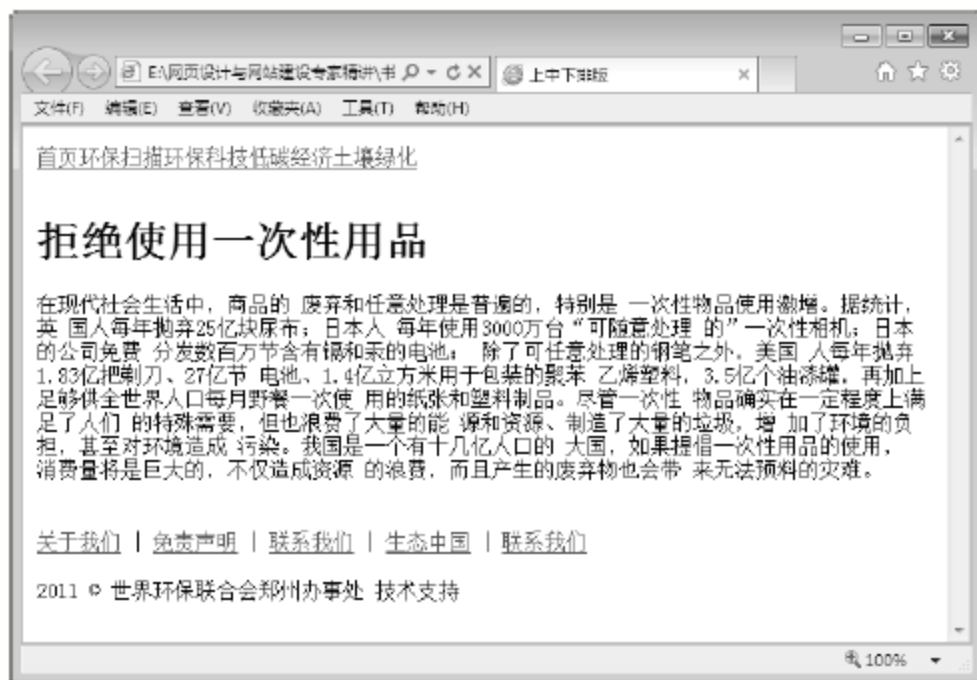 E:\网页设计与网站建设专家精讲\书
上中下排版
文件(F) 编辑(E) 查看(V) 收藏夹(A) 工具(T) 帮助(H)
首页环保扫描环保科技低碳经济土壤绿化
拒绝使用一次性用品
在现代社会生活中，商品的 废弃和任意处理是普遍的，特别是 一次性物品使用激增。据统计，
英 国人每年抛弃25亿块尿布；日本人 每年使用3000万台“可随意处理 的”一次性相机；日本
的公司免费 分发数百万节含有镉和汞的电池； 除了可任意处理的钢笔之外，美国 人每年抛弃
1.83亿把剃刀、27亿节 电池、1.4亿立方米用于包装的聚苯 乙烯塑料，3.5亿个油漆罐，再加上
足够供全世界人口每月野餐一次使 用的纸张和塑料制品。尽管一次性 物品确实在一定程度上满
足了人们 的特殊需要，但也浪费了大量的能 源和资源、制造了大量的垃圾，增 加了环境的负
担，甚至对环境造成 污染。我国是一个有十几亿人口的 大国，如果提倡一次性用品的使用，
消费量将是巨大的，不仅造成资源 的浪费，而且产生的废弃物也会带 来无法预料的灾难。
关于我们 | 免责声明 | 联系我们 | 生态中国 | 联系我们
2011 © 世界环保联合会郑州办事处 技术支持
100%